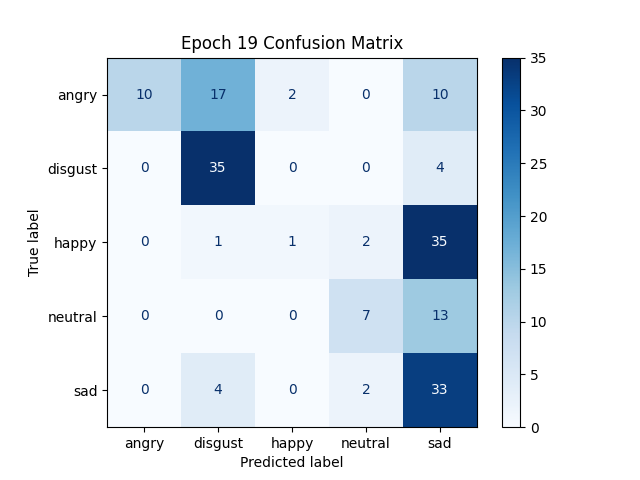 Epoch 19 Confusion Matrix
True label
angry 10 17 2 0 10
disgust 0 35 0 0 4
happy 0 1 1 2 35
neutral 0 0 0 7 13
sad 0 4 0 2 33
angry disgust happy neutral sad
Predicted label
35
30
25
20
15
10
5
0